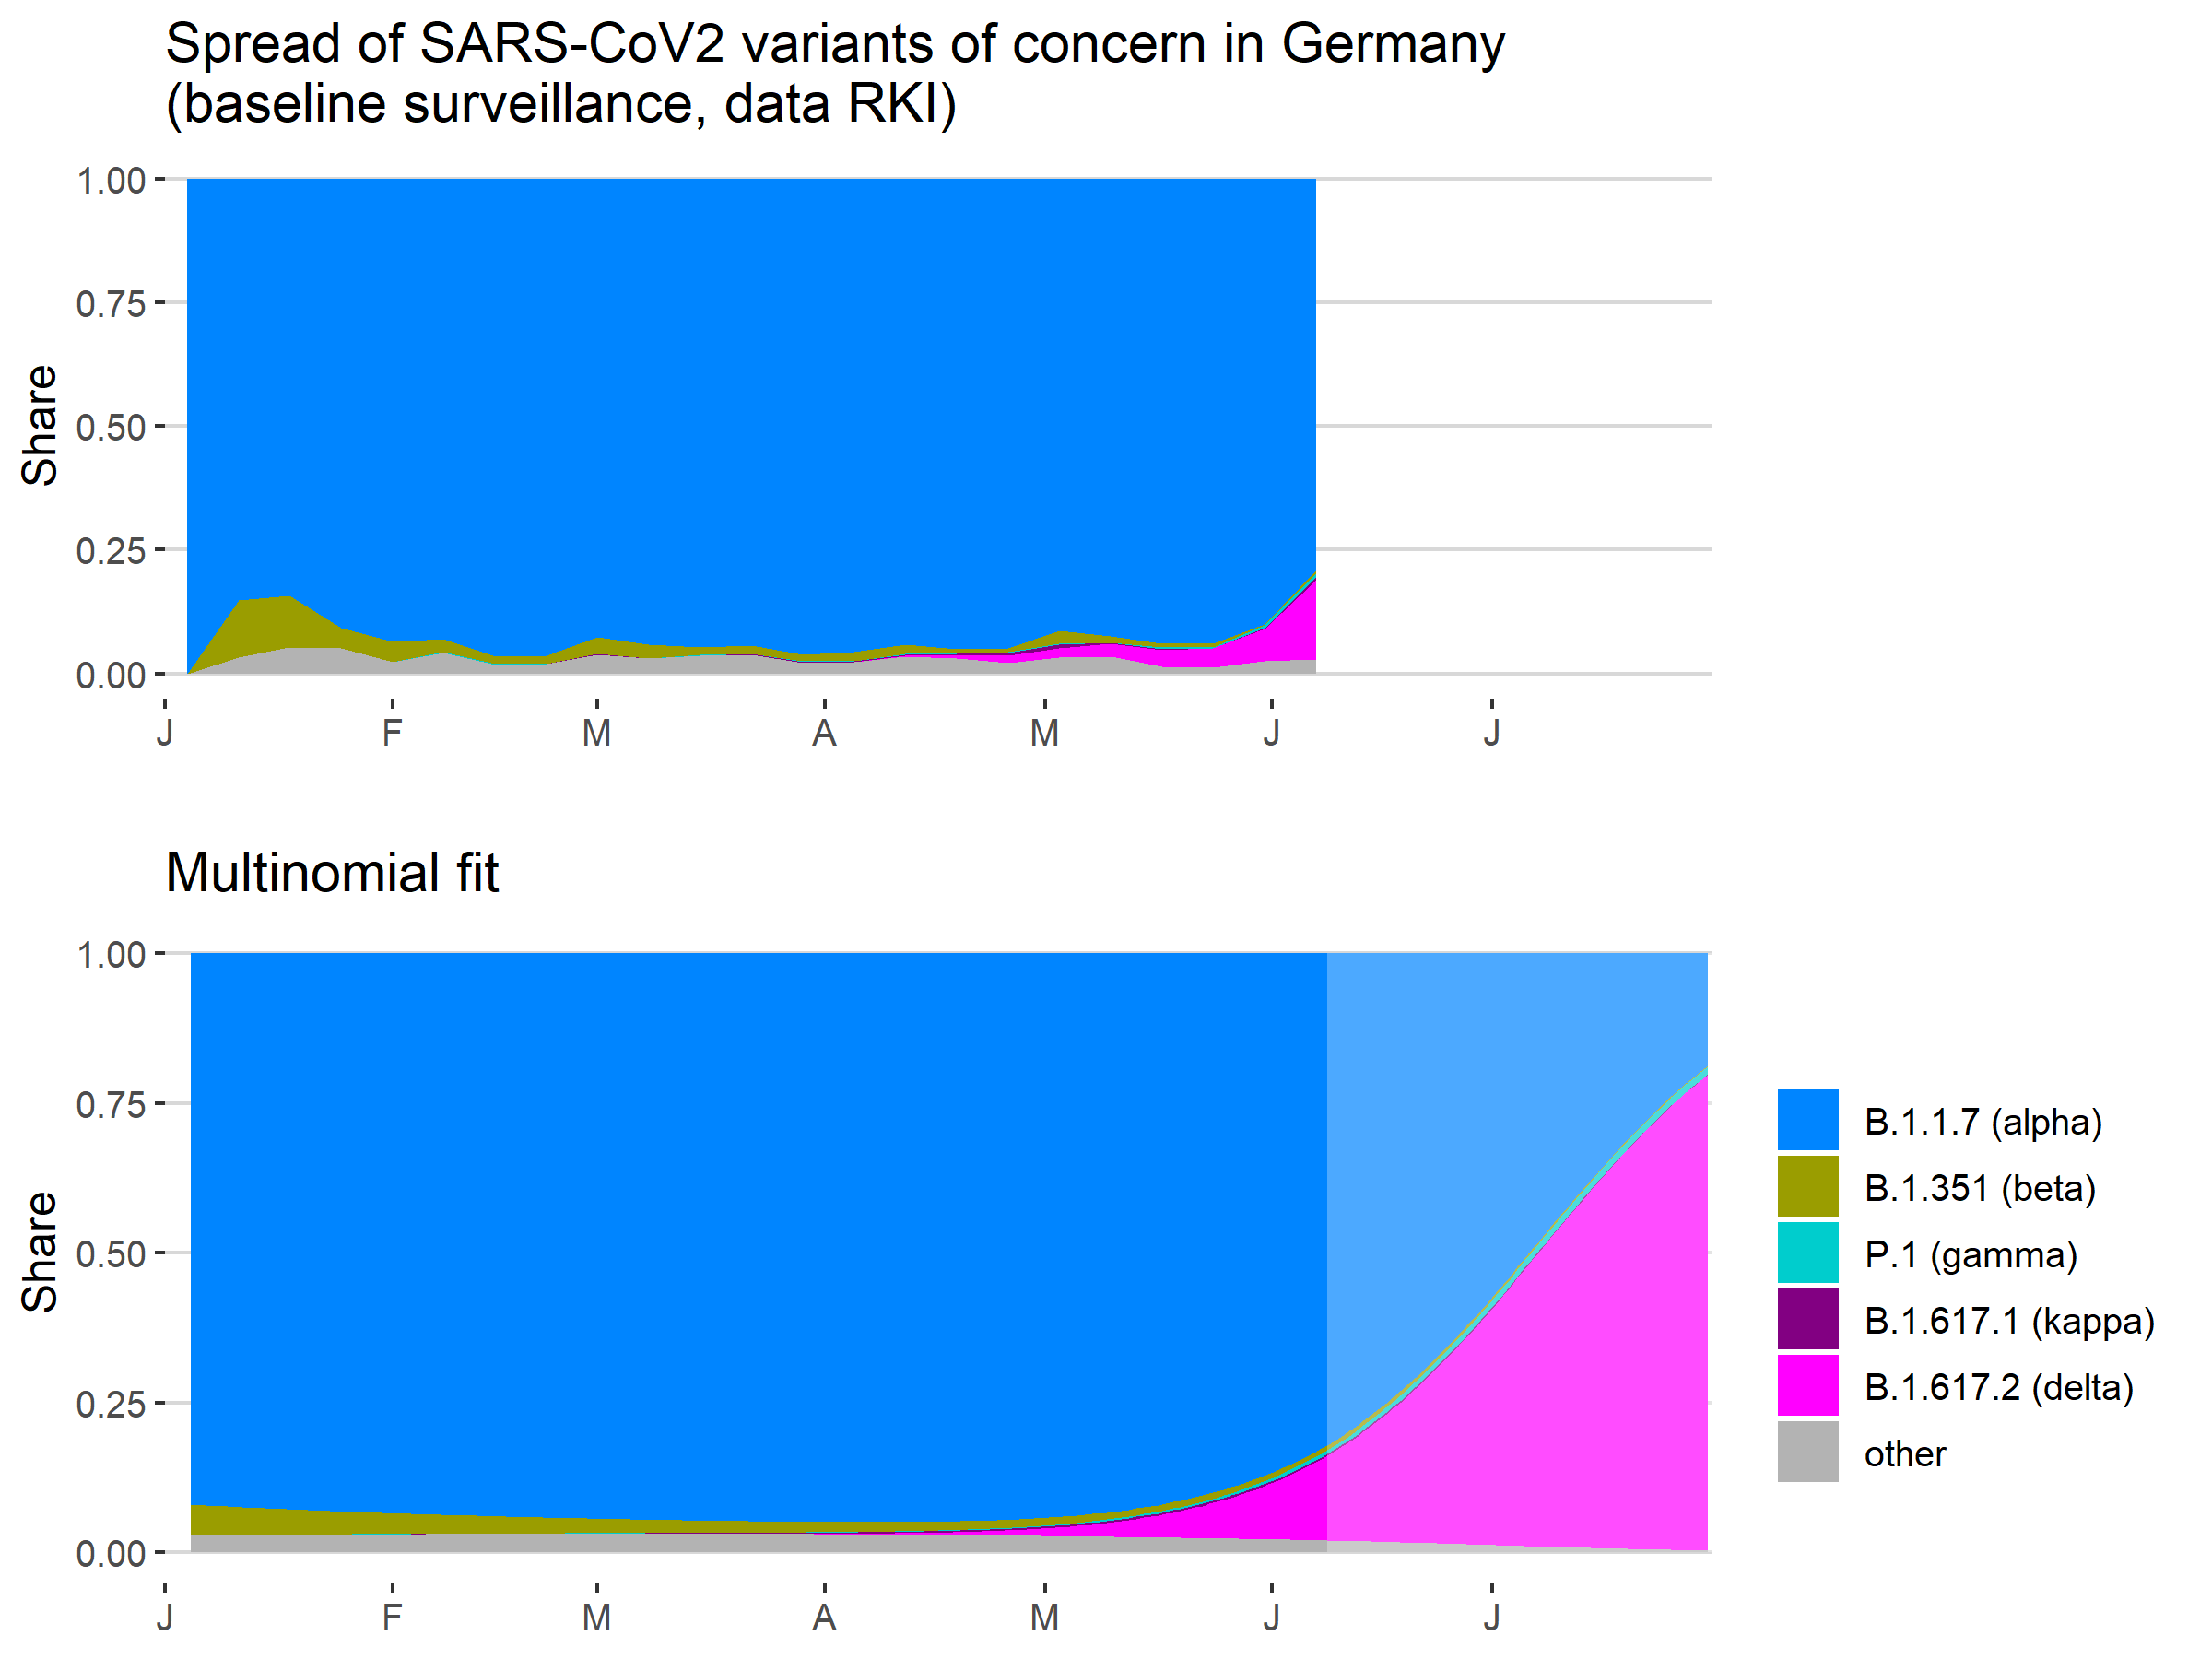 Spread of SARS-CoV2 variants of concern in Germany
(baseline surveillance, data RKI)
1.00
0.75
0.50
0.25
0.00
Share
J F M A M J J
Multinomial fit
1.00
0.75
0.50
0.25
0.00
Share
J F M A M J J
B.1.1.7 (alpha)
B.1.351 (beta)
P.1 (gamma)
B.1.617.1 (kappa)
B.1.617.2 (delta)
other